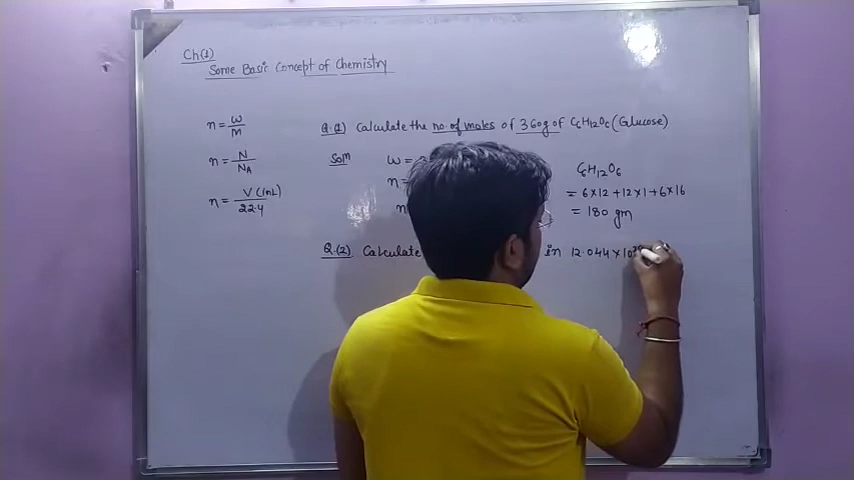 Ch(1)
Some Basic Concept of Chemistry
n = W/M
n = N/NA
n = V(inL)/22.4
Q.(1) Calculate the no. of moles of 360g of C6H12O6 (Glucose)
Soln W =
n =
n
C6H12O6
= 6×12 + 12×1 + 6×16
= 180 gm
Q.(2) Calculate in 12.044×10